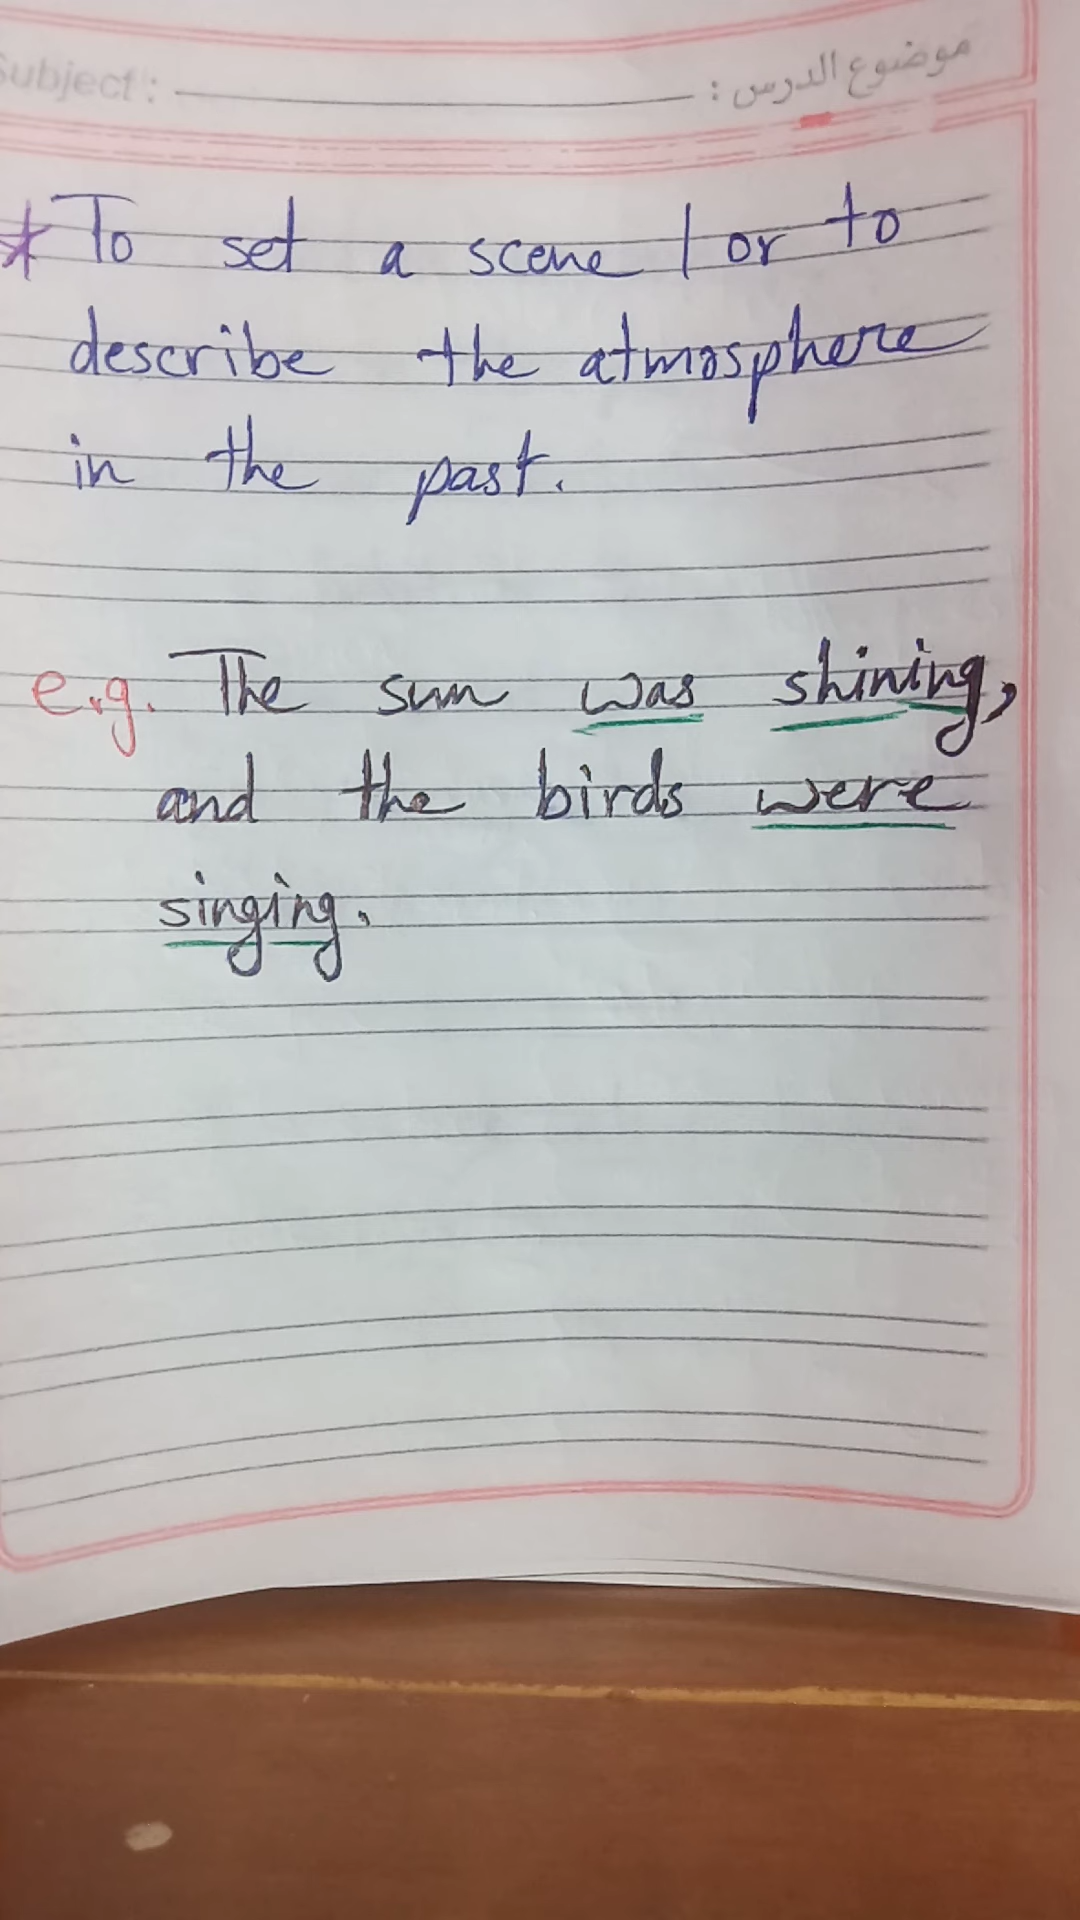 Subject : موضوع الدرس :
* To set a scene / or to
describe the atmosphere
in the past.
e.g. The sun was shining,
and the birds were
singing.